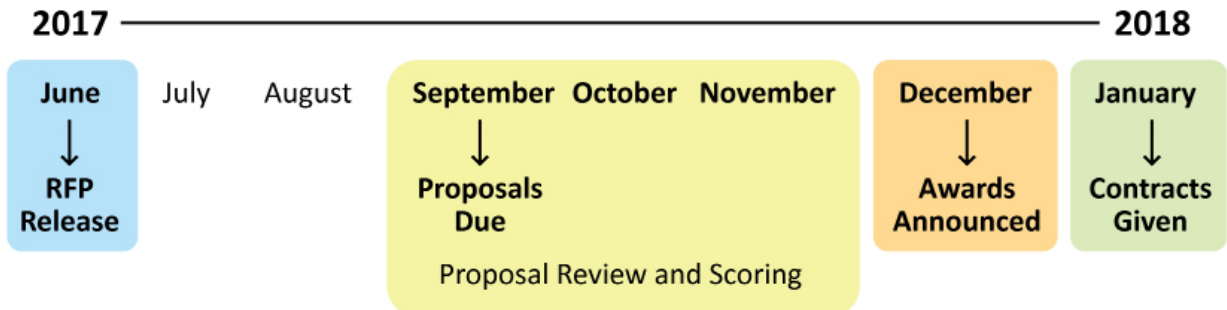 2017 2018
June July August September October November December January
RFP Release
Proposals Due
Awards Announced
Contracts Given
Proposal Review and Scoring